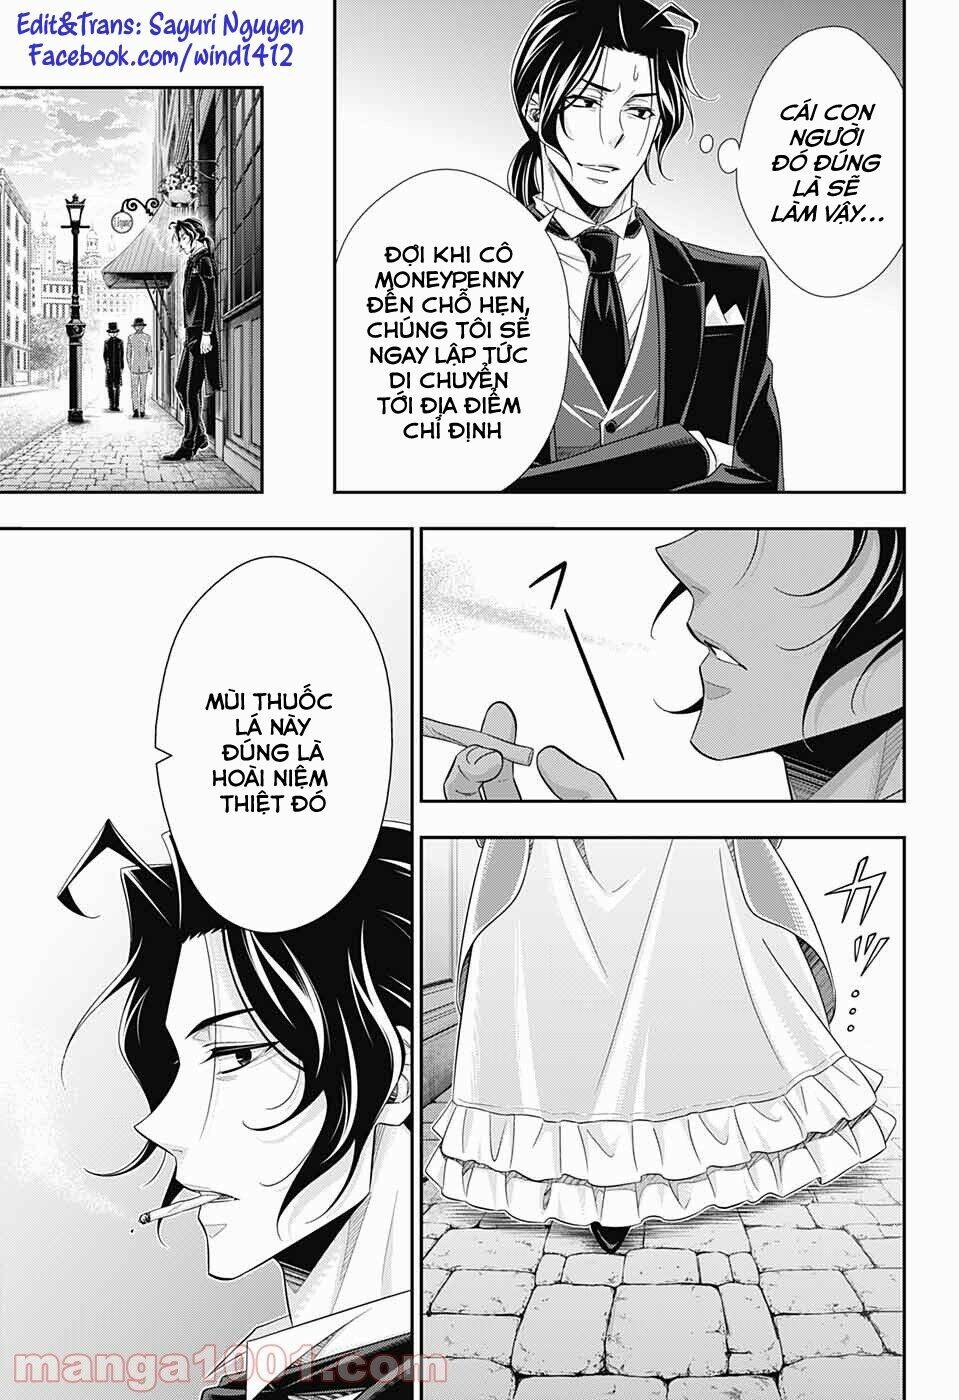 Edit&Trans: Sayuri Nguyen
Facebook.com/wind1412
CÁI CON
NGƯỜI
ĐÓ ĐÚNG
LÀ SẼ
LÀM VẬY...
ĐỢI KHI CÔ
MONEYPENNY
ĐẾN CHỖ HẸN,
CHÚNG TÔI SẼ
NGAY LẬP TỨC
DI CHUYỂN
TỚI ĐỊA ĐIỂM
CHỈ ĐỊNH
MÙI THUỐC
LÁ NÀY
ĐÚNG LÀ
HOÀI NIỆM
THIỆT ĐÓ
カツ...
manga1001.com